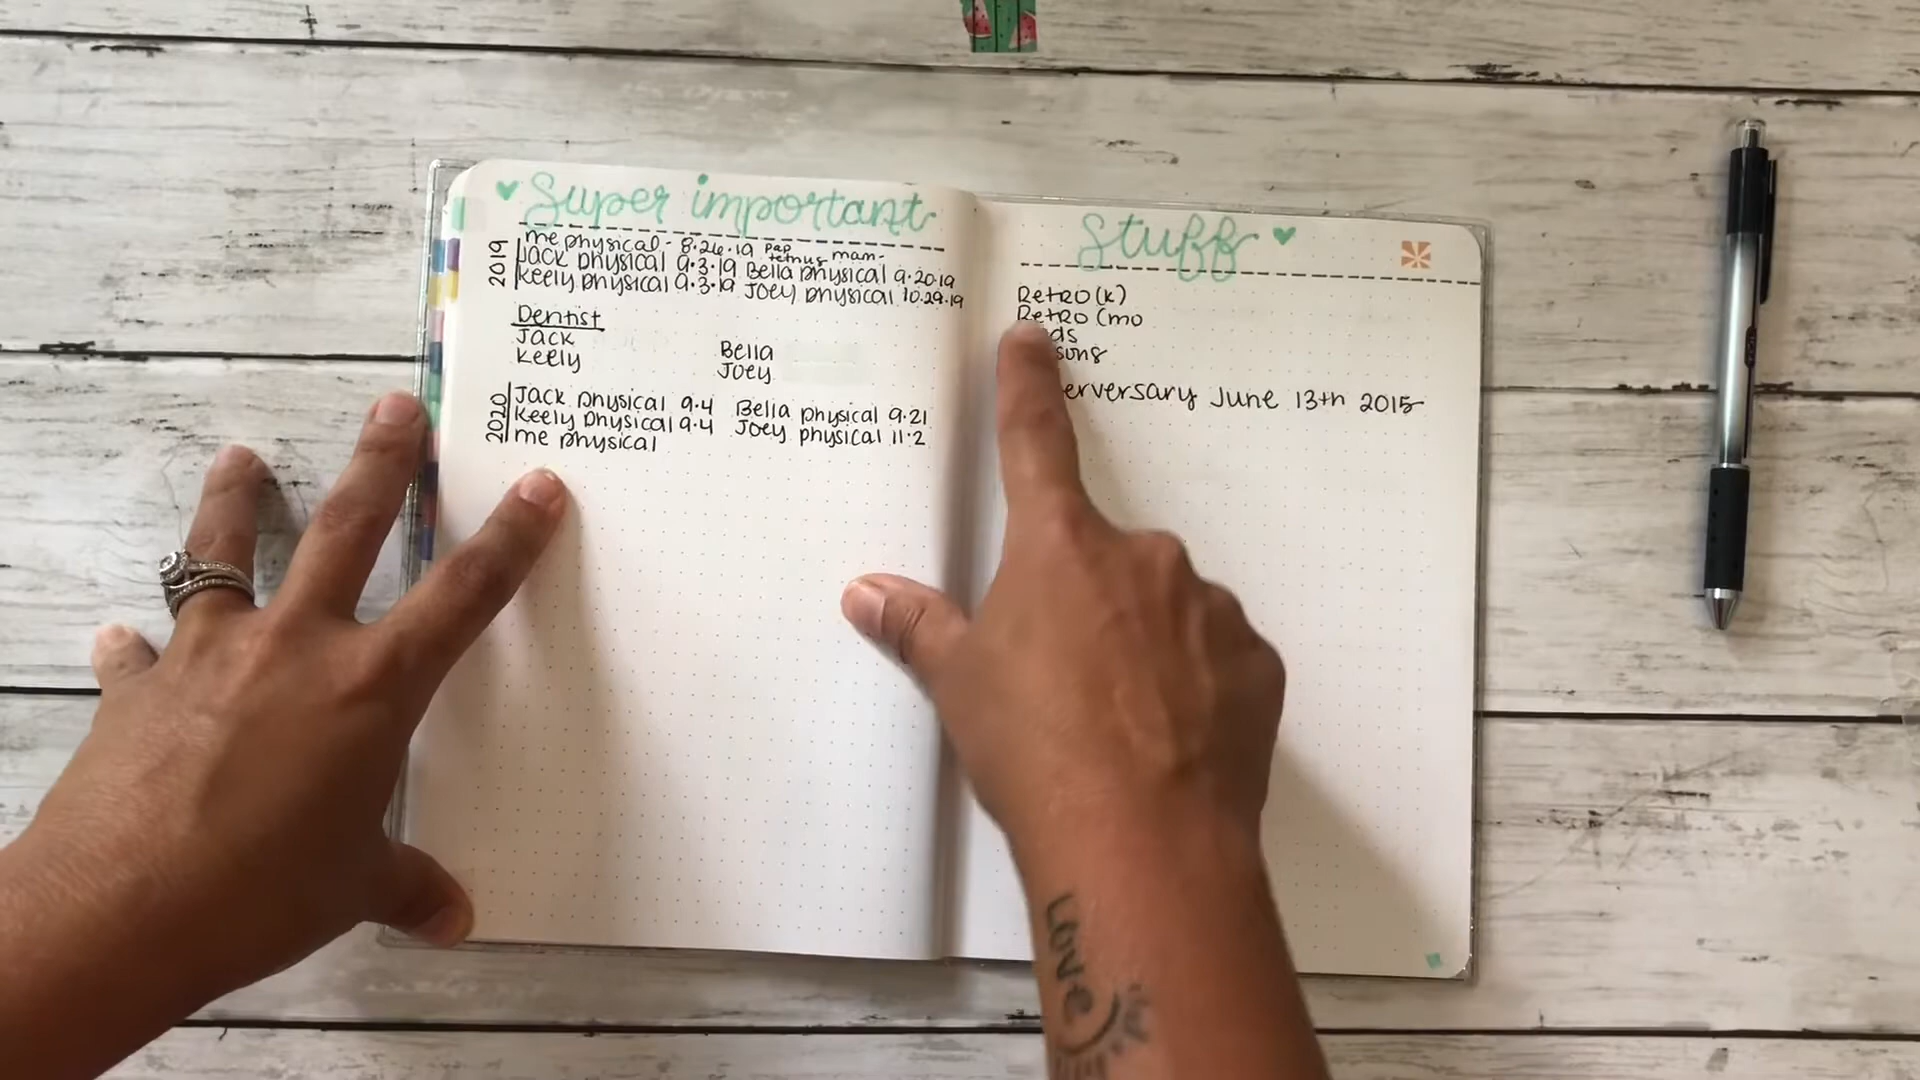 Super important
2019
me physical - 8.26.19 Pap tetnus man-
Jack physical 9.3.19 Bella physical 9.20.19
Keely physical 9.3.19 Joey physical 10.29.19
Dentist
Jack
Keely
Bella
Joey
2020
Jack physical 9.4 Bella physical 9.21
Keely physical 9.4 Joey physical 11.2
me physical
Stuff
Retro (k)
Retro (mo
June 13th 2015
Love